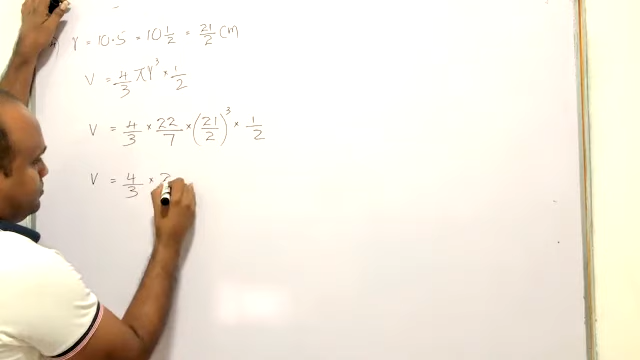 r = 10.5 = 10 1/2 = 21/2 cm
V = 4/3 πr³ × 1/2
V = 4/3 × 22/7 × (21/2)³ × 1/2
V = 4/3 × 2